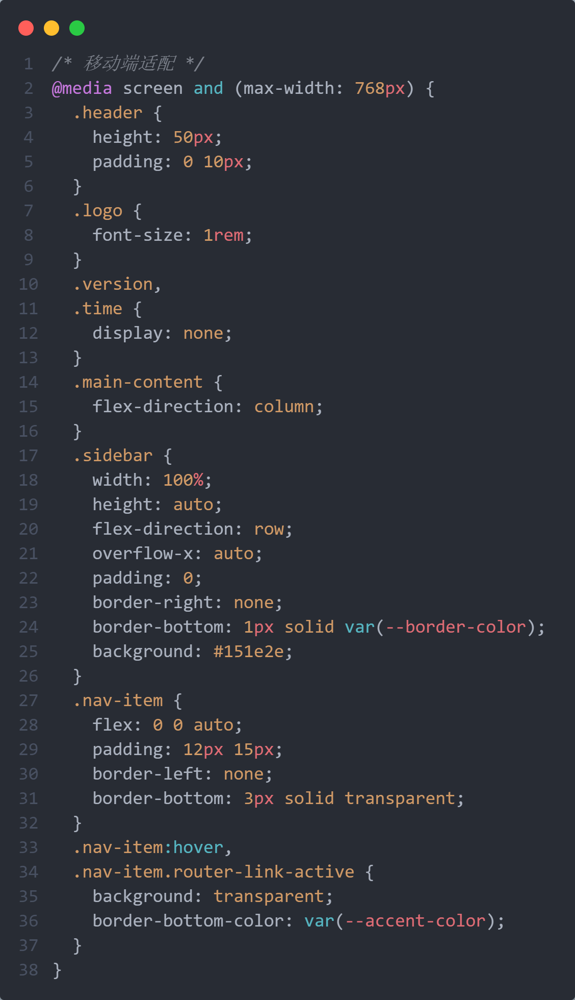 1 /* 移动端适配 */
2 @media screen and (max-width: 768px) {
3   .header {
4     height: 50px;
5     padding: 0 10px;
6   }
7   .logo {
8     font-size: 1rem;
9   }
10   .version,
11   .time {
12     display: none;
13   }
14   .main-content {
15     flex-direction: column;
16   }
17   .sidebar {
18     width: 100%;
19     height: auto;
20     flex-direction: row;
21     overflow-x: auto;
22     padding: 0;
23     border-right: none;
24     border-bottom: 1px solid var(--border-color);
25     background: #151e2e;
26   }
27   .nav-item {
28     flex: 0 0 auto;
29     padding: 12px 15px;
30     border-left: none;
31     border-bottom: 3px solid transparent;
32   }
33   .nav-item:hover,
34   .nav-item.router-link-active {
35     background: transparent;
36     border-bottom-color: var(--accent-color);
37   }
38 }